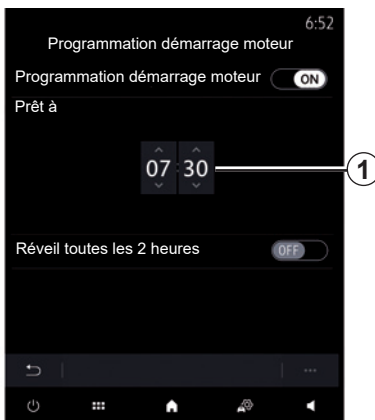 6:52
Programmation démarrage moteur
Programmation démarrage moteur ON
Prêt à
07 : 30
1
Réveil toutes les 2 heures OFF